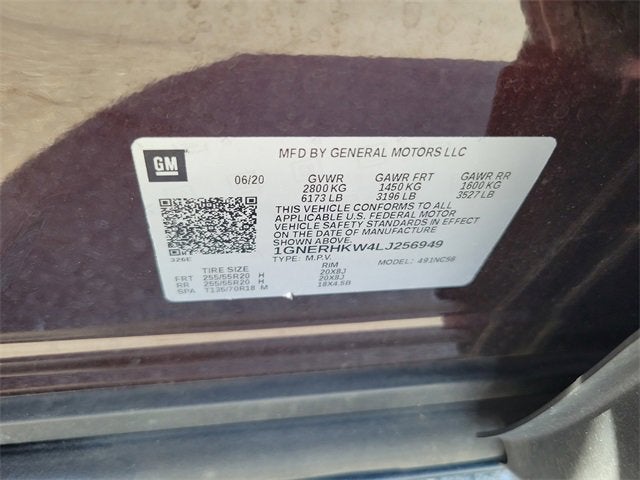 GM
MFD BY GENERAL MOTORS LLC
06/20 GVWR GAWR FRT GAWR RR
2800 KG 1450 KG 1600 KG
6173 LB 3196 LB 3527 LB
THIS VEHICLE CONFORMS TO ALL
APPLICABLE U.S. FEDERAL MOTOR
VEHICLE SAFETY STANDARDS IN EFFECT
ON THE DATE OF MANUFACTURE
SHOWN ABOVE.
1GNERHKW4LJ256949
326E
TYPE: M.P.V. MODEL: 491NC56
TIRE SIZE RIM
FRT 255/55R20 H 20X8J
RR 255/55R20 H 20X8J
SPA T135/70R18 M 18X4.5B